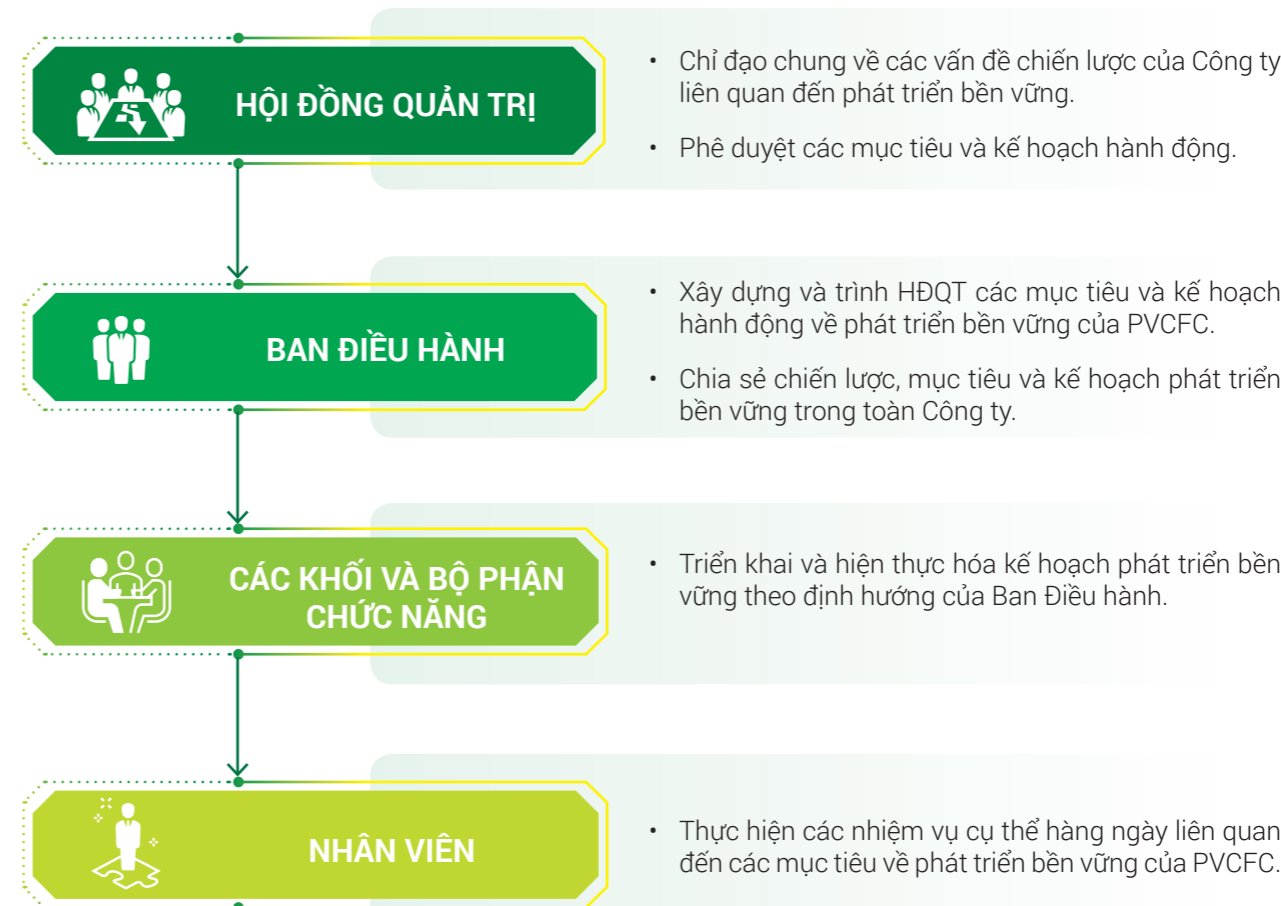 HỘI ĐỒNG QUẢN TRỊ
• Chỉ đạo chung về các vấn đề chiến lược của Công ty
liên quan đến phát triển bền vững.
• Phê duyệt các mục tiêu và kế hoạch hành động.
BAN ĐIỀU HÀNH
• Xây dựng và trình HĐQT các mục tiêu và kế hoạch
hành động về phát triển bền vững của PVCFC.
• Chia sẻ chiến lược, mục tiêu và kế hoạch phát triển
bền vững trong toàn Công ty.
CÁC KHỐI VÀ BỘ PHẬN
CHỨC NĂNG
• Triển khai và hiện thực hóa kế hoạch phát triển bền
vững theo định hướng của Ban Điều hành.
NHÂN VIÊN
• Thực hiện các nhiệm vụ cụ thể hàng ngày liên quan
đến các mục tiêu về phát triển bền vững của PVCFC.